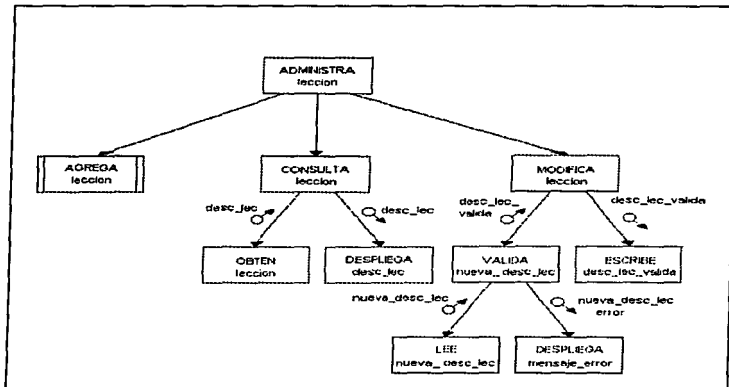 ADMINISTRA
leccion
AGREGA
leccion
CONSULTA
leccion
MODIFICA
leccion
desc_lec
desc_lec
desc_lec_
valida
desc_lec_valida
OBTEN
leccion
DESPLIEGA
desc_lec
VALIDA
nueva_desc_lec
ESCRIBE
desc_lec_valida
nueva_desc_lec
nueva_desc_lec
error
LEE
nueva_desc_lec
DESPLIEGA
mensaje_error